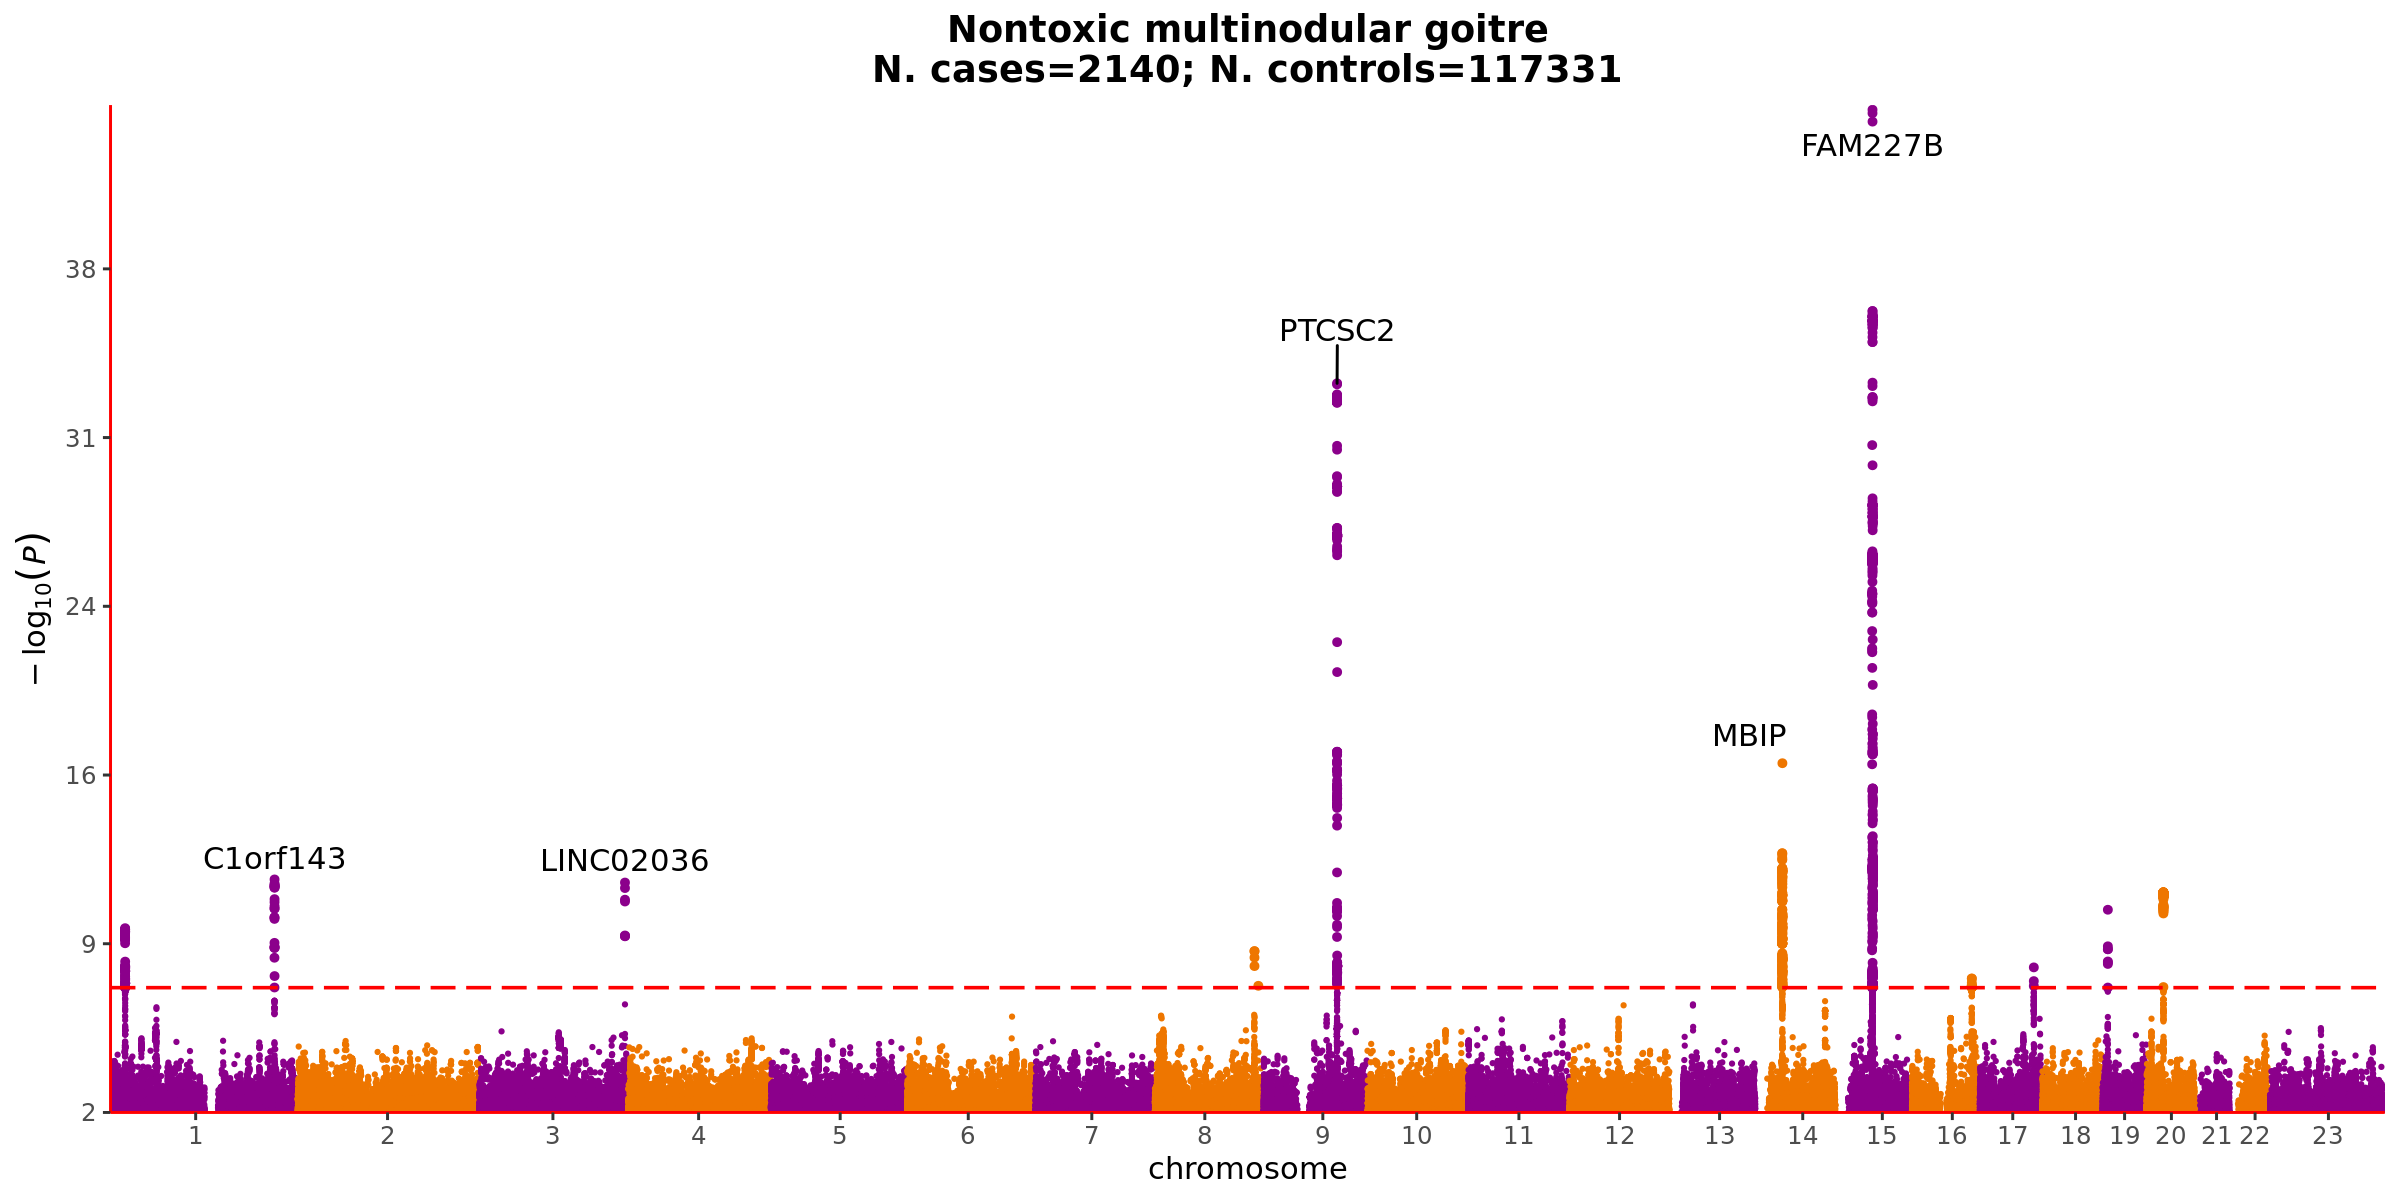 Nontoxic multinodular goitre
N. cases=2140; N. controls=117331
FAM227B
38
PTCSC2
31
−log₁₀(P)
24
MBIP
16
C1orf143
LINC02036
9
2
1 2 3 4 5 6 7 8 9 10 11 12 13 14 15 16 17 18 19 20 21 22 23
chromosome